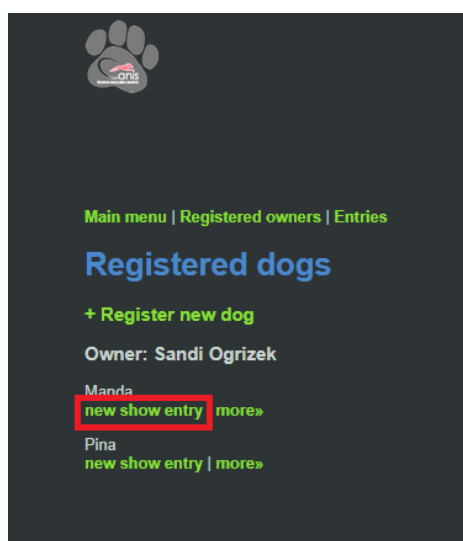 anis
Main menu | Registered owners | Entries
Registered dogs
+ Register new dog
Owner: Sandi Ogrizek
Manda
new show entry more»
Pina
new show entry | more»